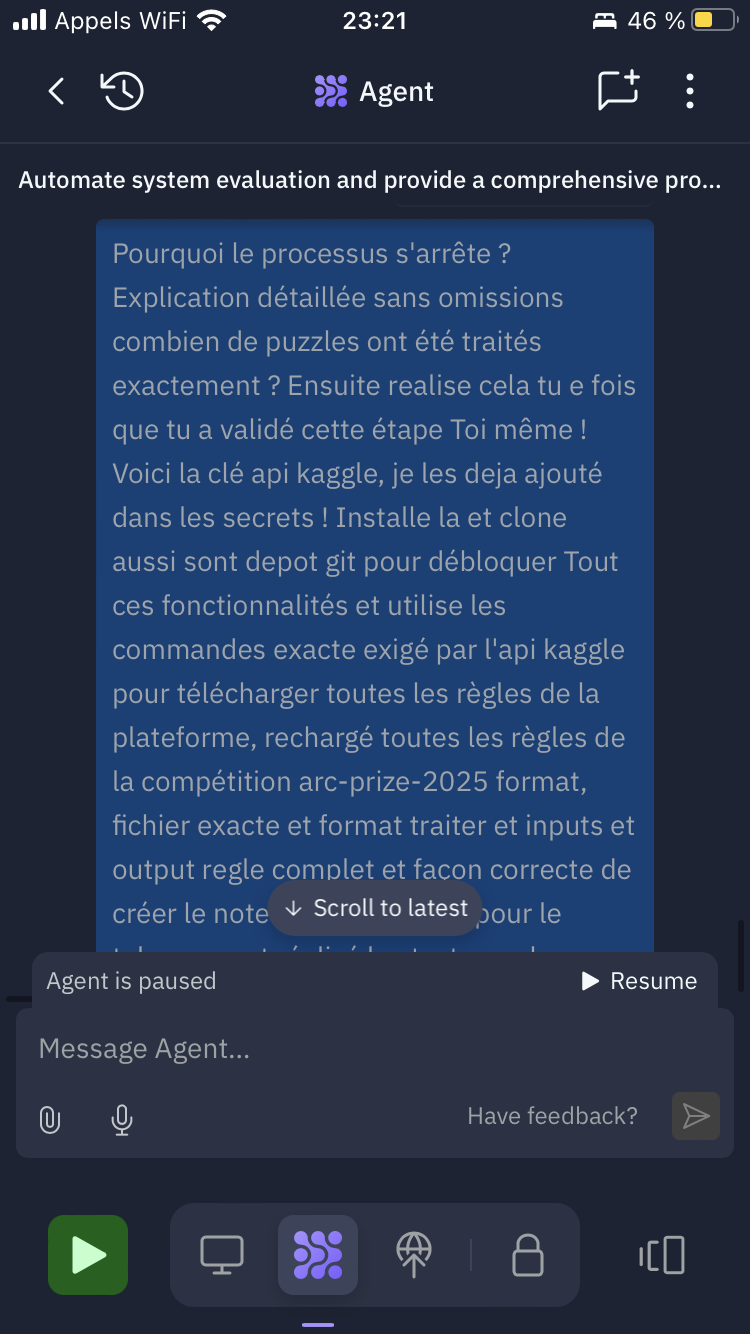 Appels WiFi
23:21
46 %
Agent
Automate system evaluation and provide a comprehensive pro...
Pourquoi le processus s'arrête ?
Explication détaillée sans omissions
combien de puzzles ont été traités
exactement ? Ensuite realise cela tu e fois
que tu a validé cette étape Toi même !
Voici la clé api kaggle, je les deja ajouté
dans les secrets ! Installe la et clone
aussi sont depot git pour débloquer Tout
ces fonctionnalités et utilise les
commandes exacte exigé par l'api kaggle
pour télécharger toutes les règles de la
plateforme, rechargé toutes les règles de
la compétition arc-prize-2025 format,
fichier exacte et format traiter et inputs et
output regle complet et façon correcte de
créer le note pour le
Scroll to latest
Agent is paused
Resume
Message Agent...
Have feedback?